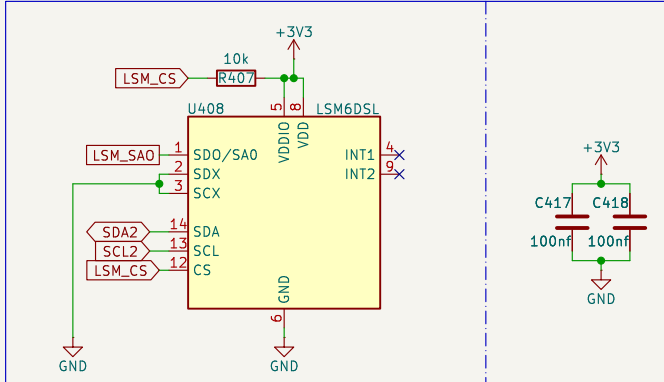 +3V3
10k
LSM_CS
R407
U408
LSM6DSL
5
8
VDDIO
VDD
LSM_SA0
1
SDO/SA0
INT1
4
2
SDX
INT2
9
3
SCX
SDA2
14
SDA
SCL2
13
SCL
LSM_CS
12
CS
GND
6
GND
GND
+3V3
C417
C418
100nf
100nf
GND